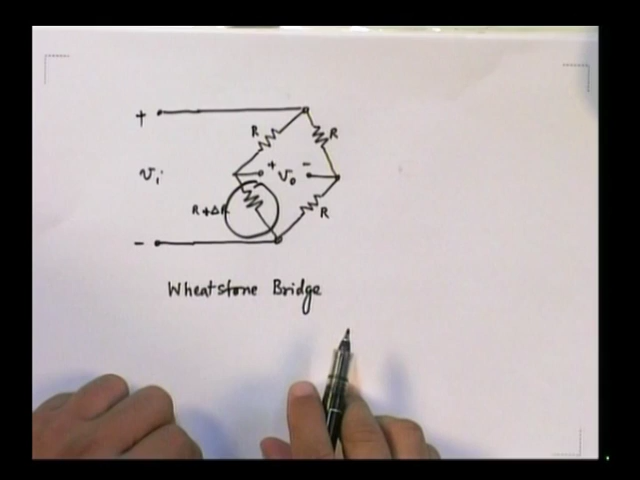 +
R
R
+
-
vi
v0
R + ΔR
R
-
Wheatstone Bridge